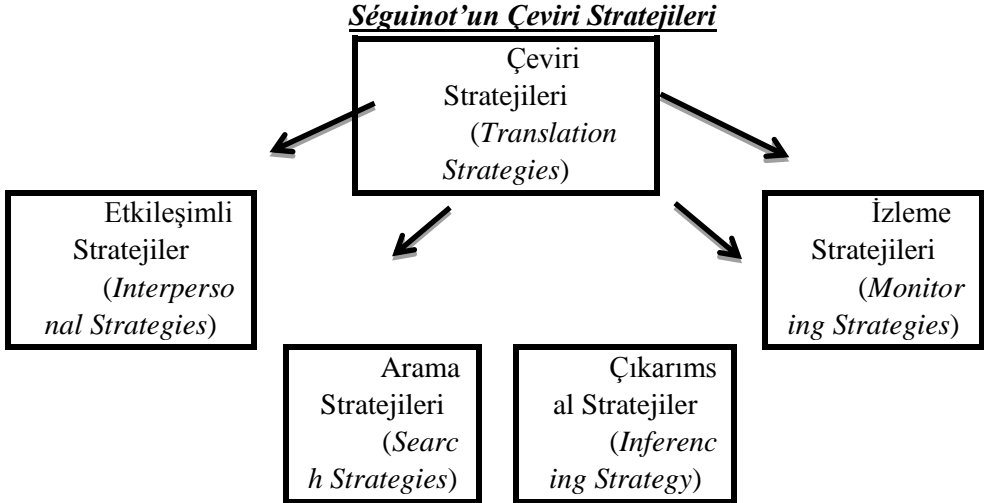 Séguinot’un Çeviri Stratejileri
Çeviri
Stratejileri
(Translation
Strategies)
Etkileşimli
Stratejiler
(Interperso
nal Strategies)
İzleme
Stratejileri
(Monitor
ing Strategies)
Arama
Stratejileri
(Searc
h Strategies)
Çıkarıms
al Stratejiler
(Inferenc
ing Strategy)